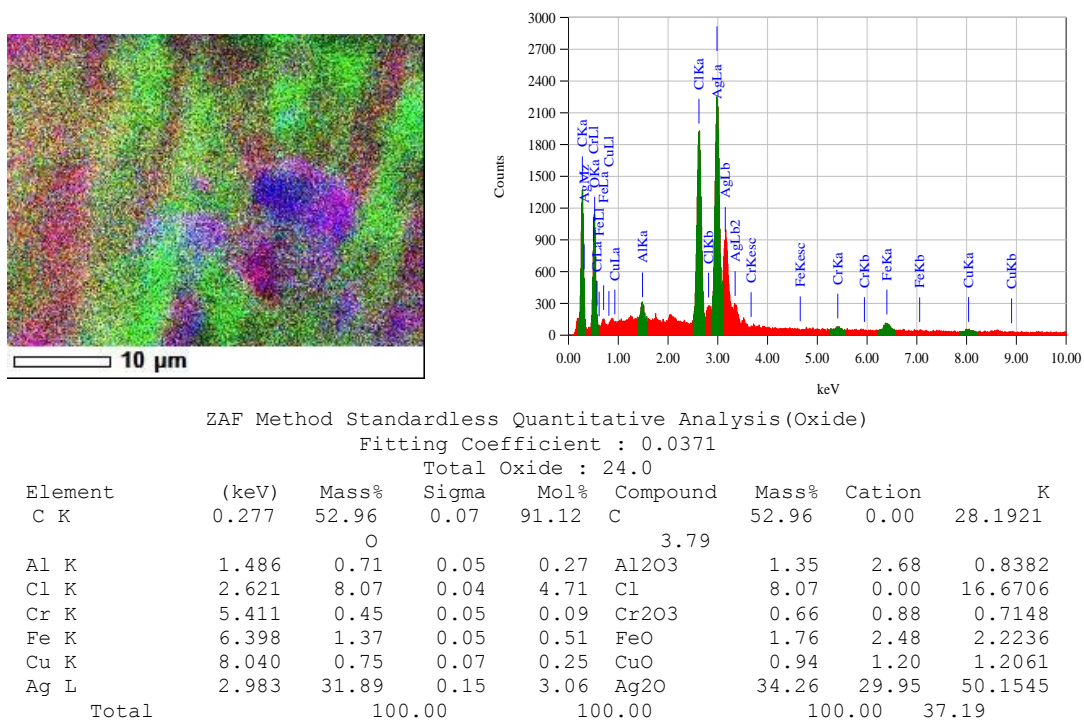 10 µm
3000
2700
2400
2100
1800
1500
1200
900
600
300
0
Counts
0.00 1.00 2.00 3.00 4.00 5.00 6.00 7.00 8.00 9.00 10.00
keV
CKa
AgMz
CrLl
OKa
CuLl
FeLa
FeLl
CrLa
CuLa
AlKa
ClKa
ClKb
AgLa
AgLb
AgLb2
CrKesc
FeKesc
CrKa
CrKb
FeKa
FeKb
CuKa
CuKb
ZAF Method Standardless Quantitative Analysis(Oxide)
Fitting Coefficient : 0.0371
Total Oxide : 24.0
Element (keV) Mass% Sigma Mol% Compound Mass% Cation K
C K 0.277 52.96 0.07 91.12 C 52.96 0.00 28.1921
O 3.79
Al K 1.486 0.71 0.05 0.27 Al2O3 1.35 2.68 0.8382
Cl K 2.621 8.07 0.04 4.71 Cl 8.07 0.00 16.6706
Cr K 5.411 0.45 0.05 0.09 Cr2O3 0.66 0.88 0.7148
Fe K 6.398 1.37 0.05 0.51 FeO 1.76 2.48 2.2236
Cu K 8.040 0.75 0.07 0.25 CuO 0.94 1.20 1.2061
Ag L 2.983 31.89 0.15 3.06 Ag2O 34.26 29.95 50.1545
Total 100.00 100.00 100.00 37.19